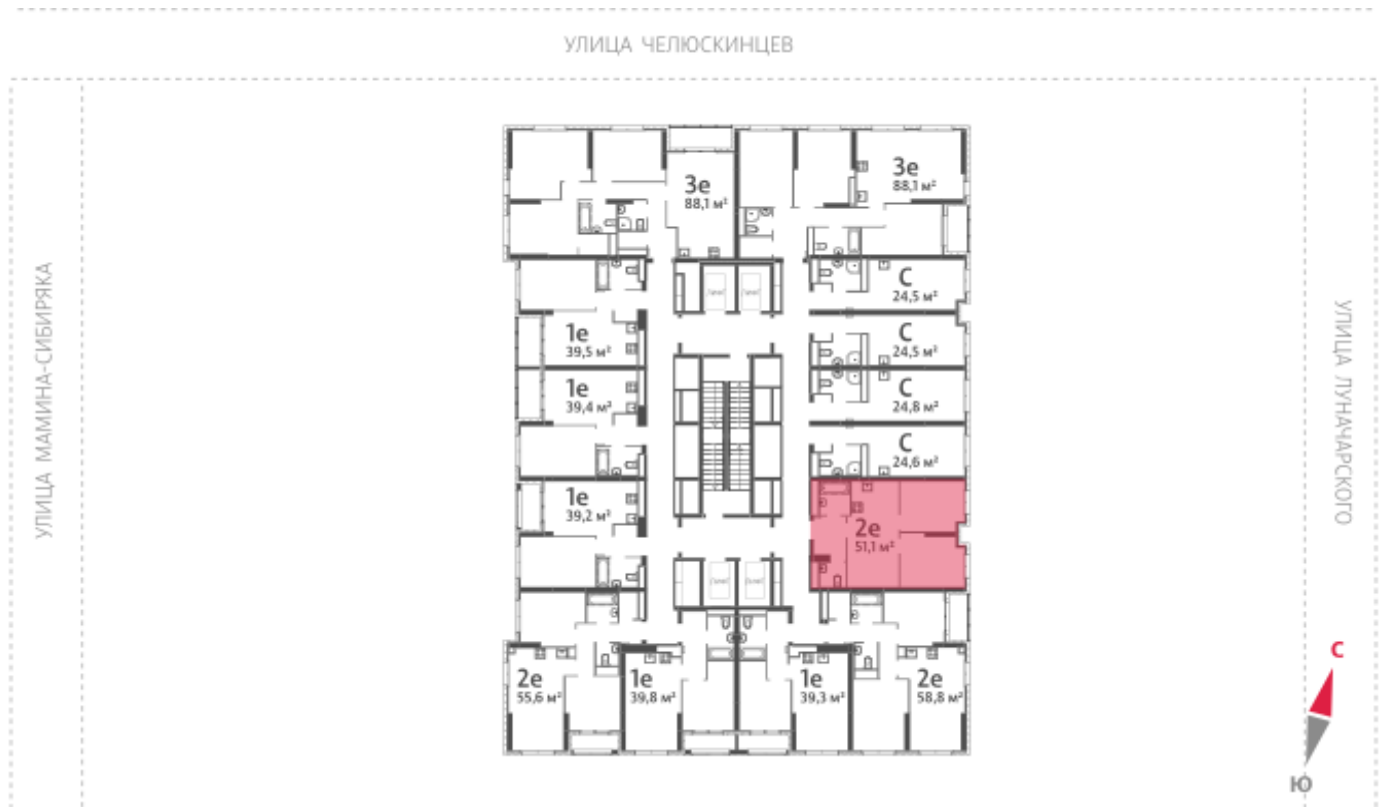 УЛИЦА ЧЕЛЮСКИНЦЕВ
УЛИЦА МАМИНА-СИБИРЯКА
УЛИЦА ЛУНАЧАРСКОГО
3е
88,1 м²
3е
88,1 м²
С
24,5 м²
1е
39,5 м²
С
24,5 м²
1е
39,4 м²
С
24,8 м²
С
24,6 м²
1е
39,2 м²
2е
51,1 м²
2е
55,6 м²
1е
39,8 м²
1е
39,3 м²
2е
58,8 м²
С
Ю